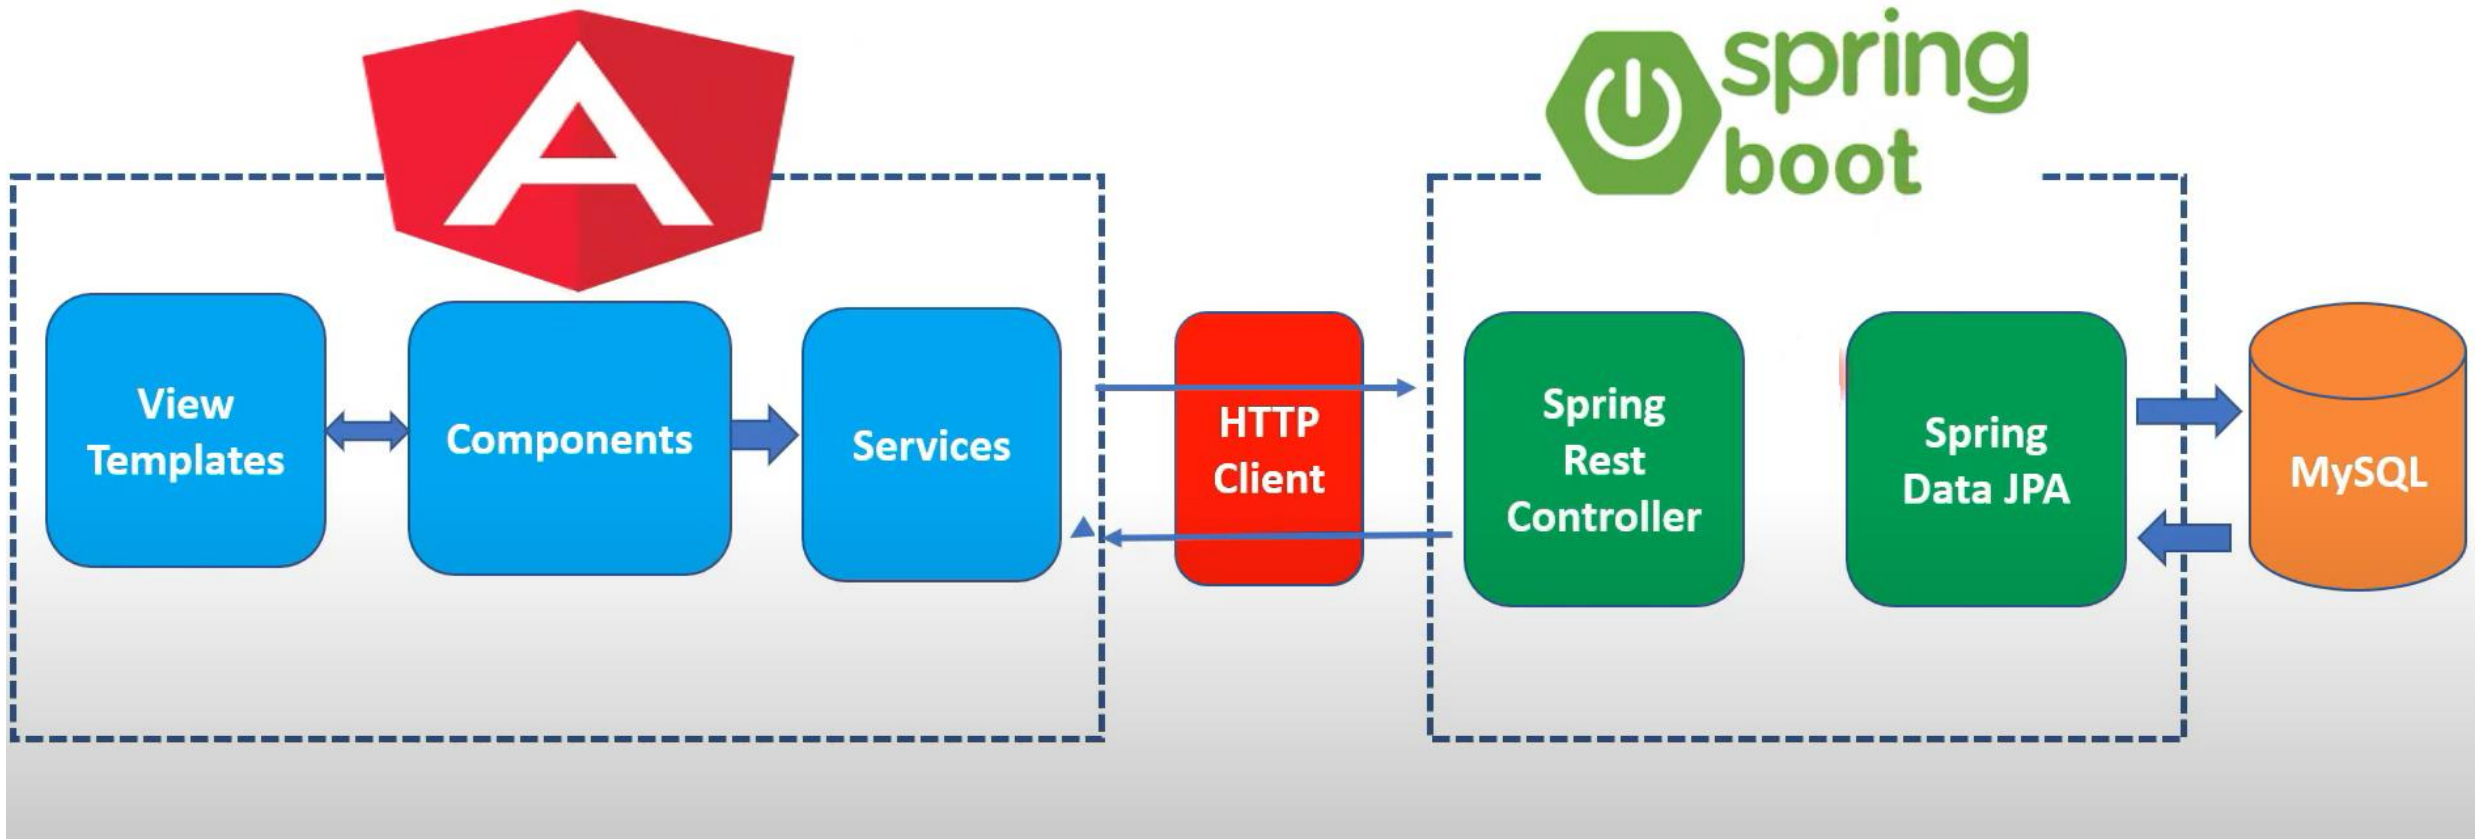 spring
boot
View
Templates
Components
Services
HTTP
Client
Spring
Rest
Controller
Spring
Data JPA
MySQL